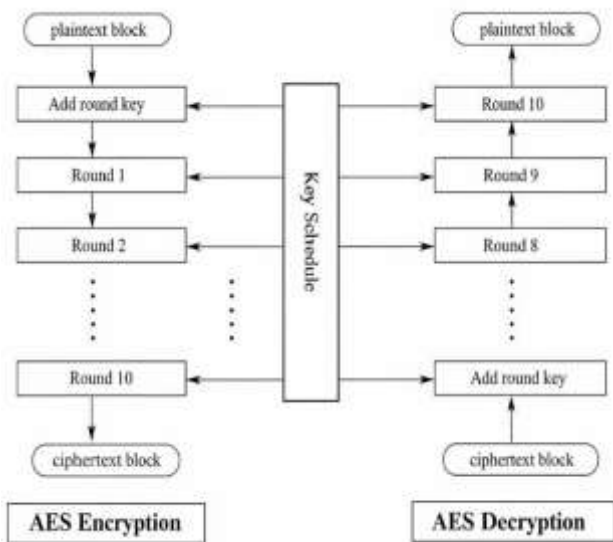 plaintext block
Add round key
Round 1
Round 2
Round 10
ciphertext block
AES Encryption
Key Schedule
plaintext block
Round 10
Round 9
Round 8
Add round key
ciphertext block
AES Decryption